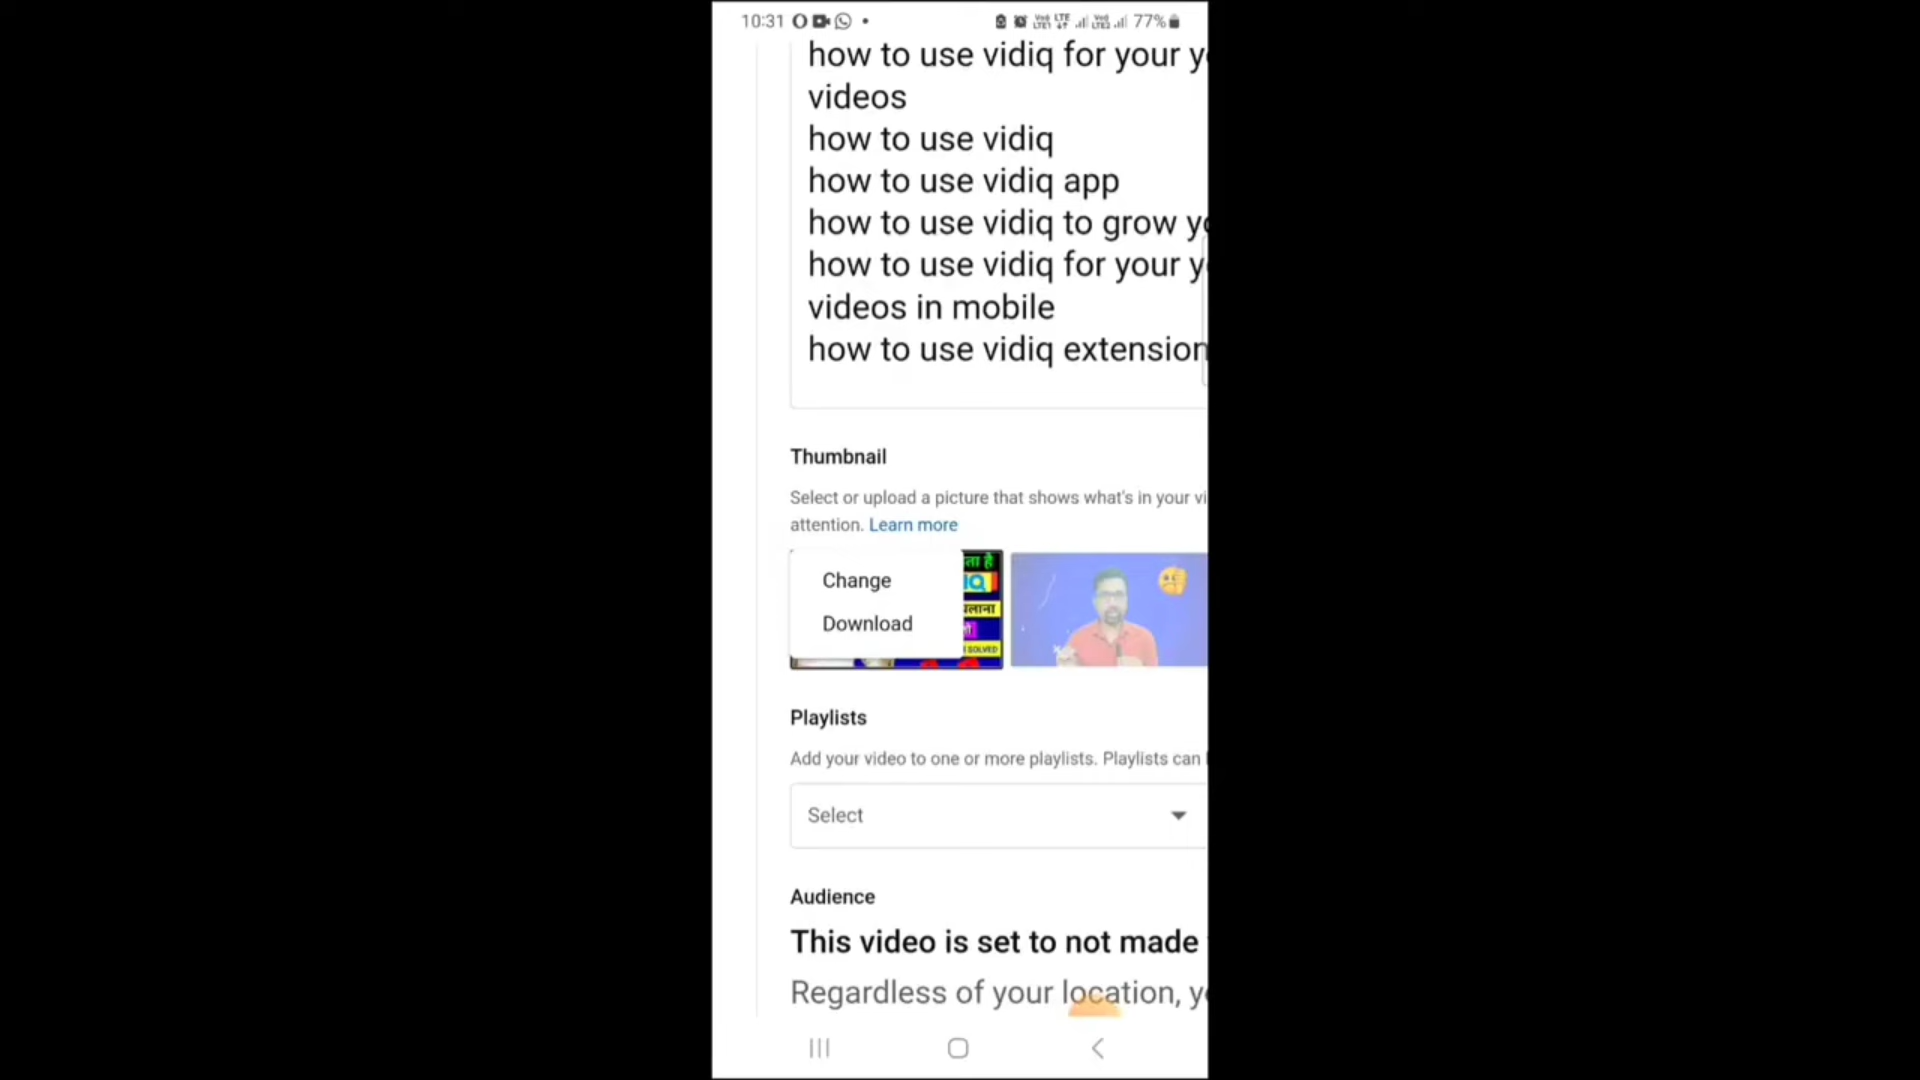 10:31
77%
how to use vidiq for your y
videos
how to use vidiq
how to use vidiq app
how to use vidiq to grow yo
how to use vidiq for your y
videos in mobile
how to use vidiq extension
Thumbnail
Select or upload a picture that shows what's in your vi
attention. Learn more
Change
Download
ता है
IQ
SOLVED
Playlists
Add your video to one or more playlists. Playlists can
Select
Audience
This video is set to not made
Regardless of your location, y